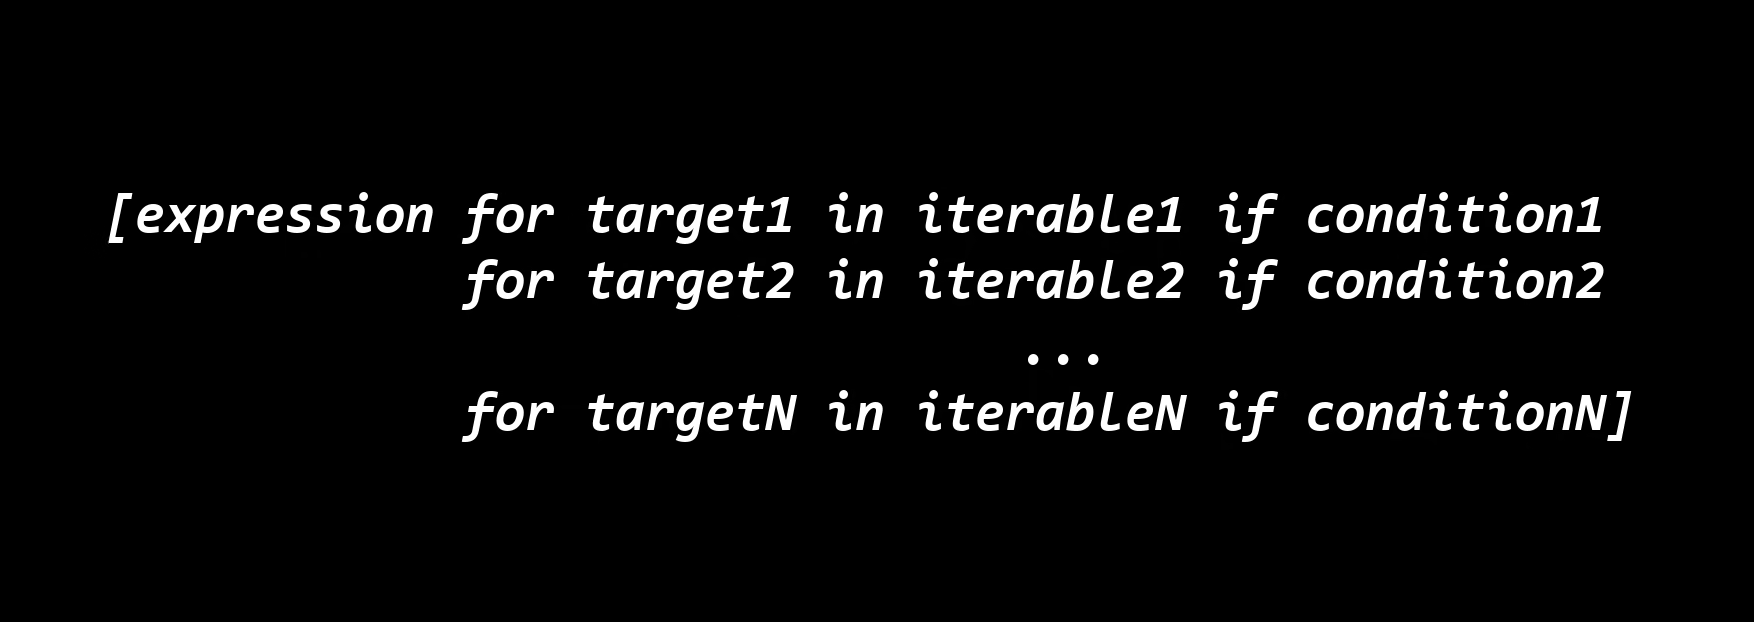 [expression for target1 in iterable1 if condition1
for target2 in iterable2 if condition2
...
for targetN in iterableN if conditionN]